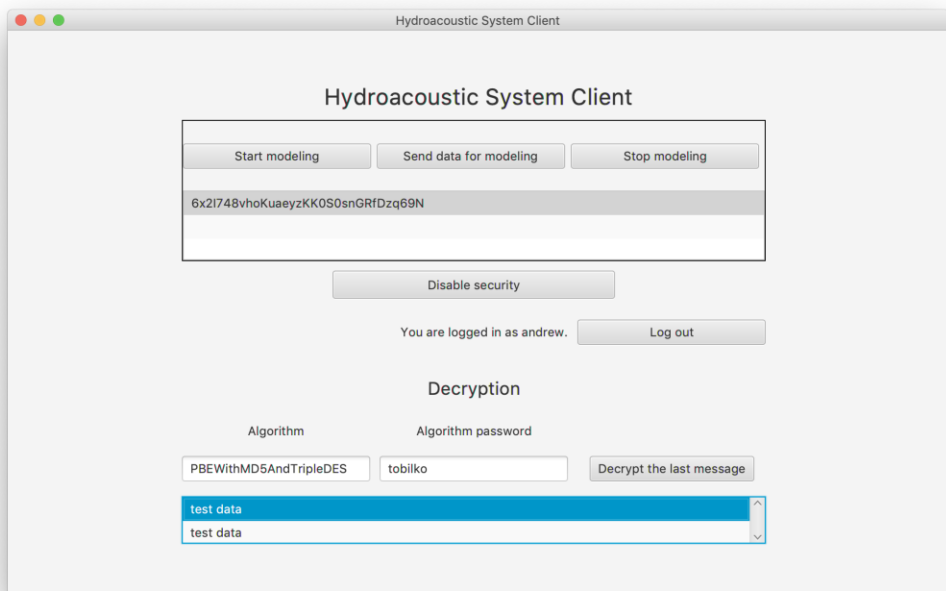 Hydroacoustic System Client
Hydroacoustic System Client
Start modeling Send data for modeling Stop modeling
6x2I748vhoKuaeyzKK0S0snGRfDzq69N
Disable security
You are logged in as andrew. Log out
Decryption
Algorithm Algorithm password
PBEWithMD5AndTripleDES tobilko Decrypt the last message
test data
test data